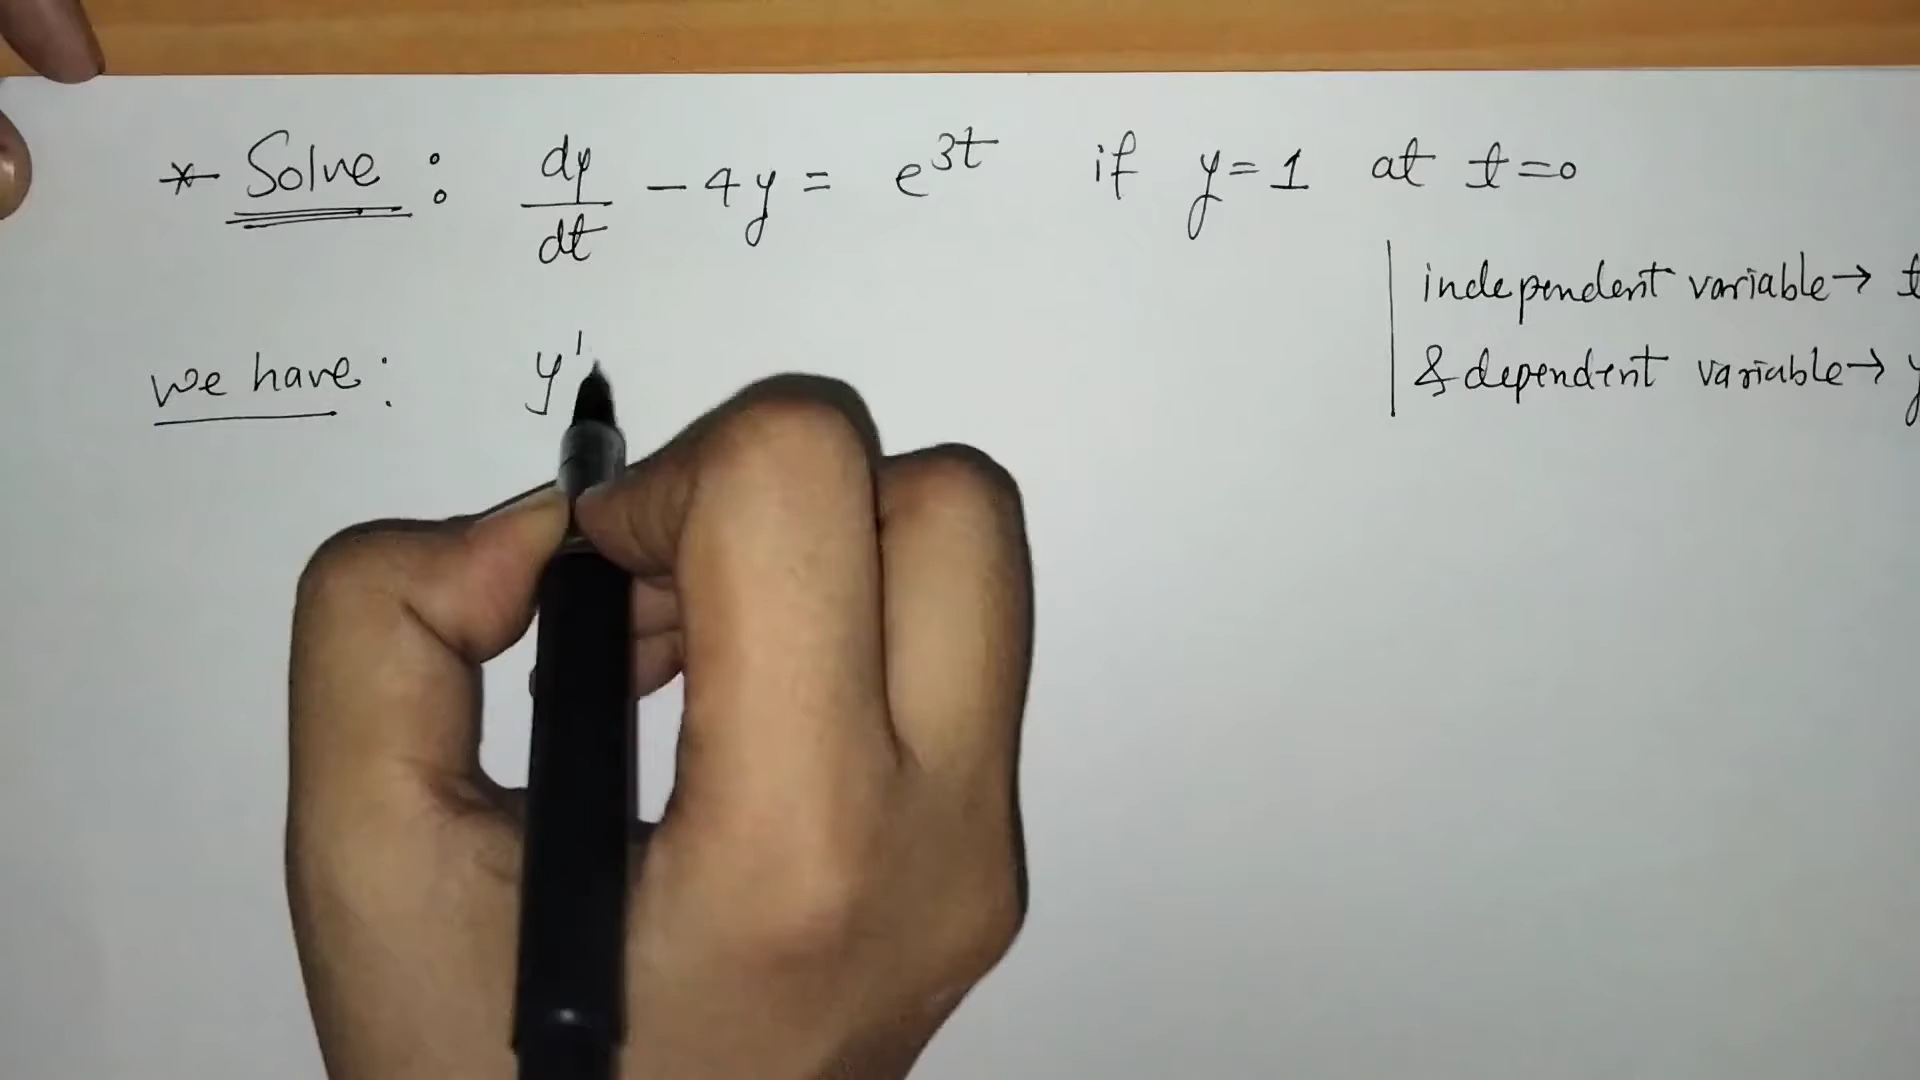 * Solve : dy/dt - 4y = e^3t if y=1 at t=0
independent variable→ t
we have : y'
& dependent variable→ y